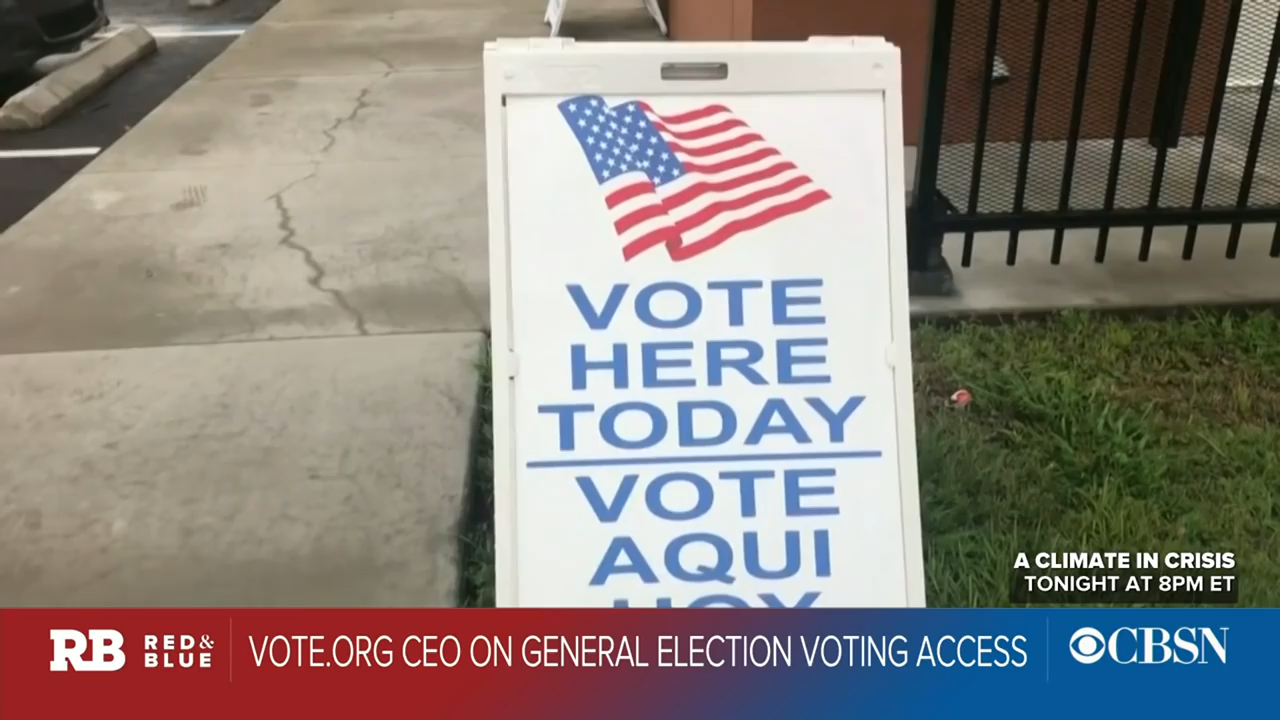 VOTE
HERE
TODAY
VOTE
AQUI
HOY
A CLIMATE IN CRISIS
TONIGHT AT 8PM ET
RB RED&
BLUE
VOTE.ORG CEO ON GENERAL ELECTION VOTING ACCESS
CBSN